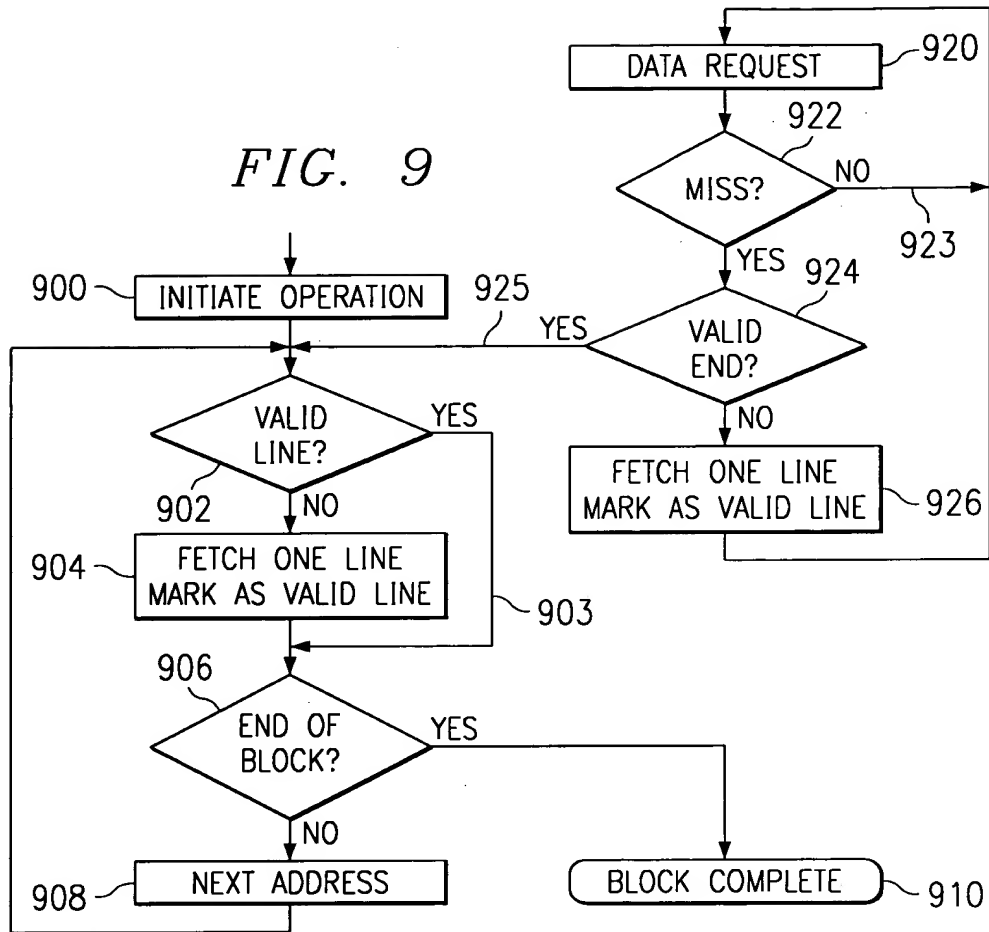 FIG. 9
DATA REQUEST
920
922
MISS?
NO
923
YES
924
VALID
END?
YES
925
NO
FETCH ONE LINE
MARK AS VALID LINE
926
900
INITIATE OPERATION
VALID
LINE?
YES
902
NO
904
FETCH ONE LINE
MARK AS VALID LINE
903
906
END OF
BLOCK?
YES
NO
908
NEXT ADDRESS
BLOCK COMPLETE
910